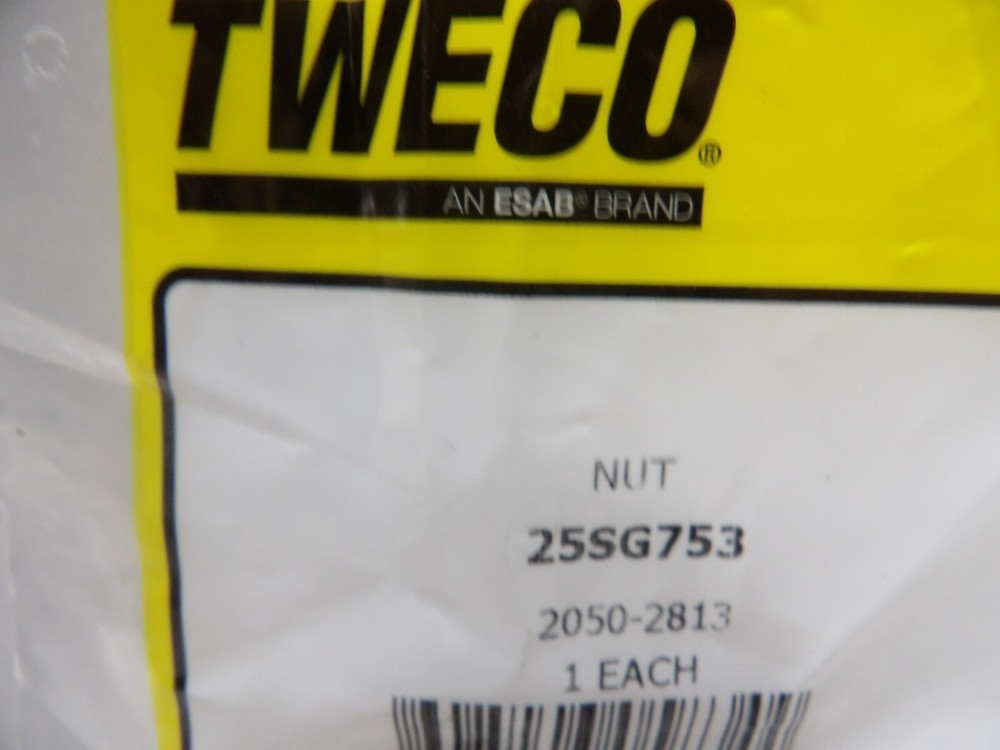 TWECO®
AN ESAB® BRAND
NUT
25SG753
2050-2813
1 EACH